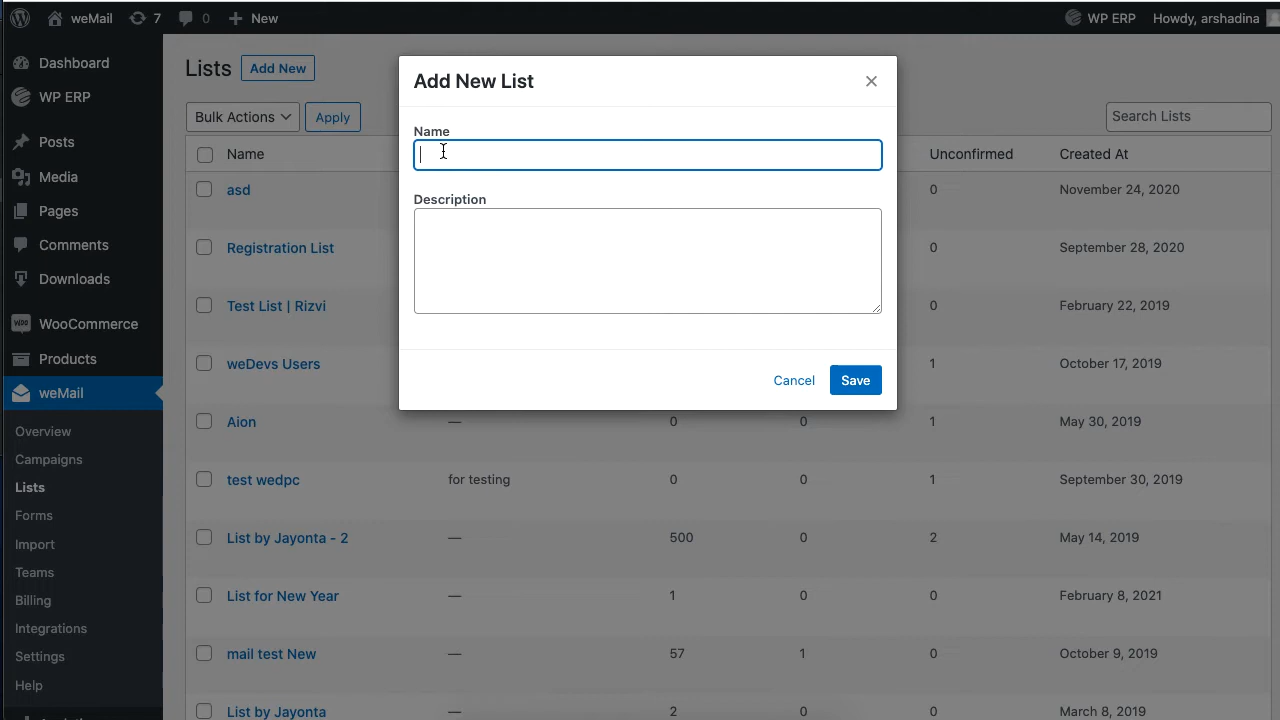 weMail 7 0 New WP ERP Howdy, arshadina
Dashboard
WP ERP
Posts
Media
Pages
Comments
Downloads
WooCommerce
Products
weMail
Overview
Campaigns
Lists
Forms
Import
Teams
Billing
Integrations
Settings
Help
Lists Add New
Bulk Actions Apply Search Lists
Add New List
Name
Description
Cancel Save
Name Unconfirmed Created At
asd 0 November 24, 2020
Registration List 0 September 28, 2020
Test List | Rizvi 0 February 22, 2019
weDevs Users 1 October 17, 2019
Aion — 0 0 1 May 30, 2019
test wedpc for testing 0 0 1 September 30, 2019
List by Jayonta - 2 — 500 0 2 May 14, 2019
List for New Year — 1 0 0 February 8, 2021
mail test New — 57 1 0 October 9, 2019
List by Jayonta — 2 0 0 March 8, 2019